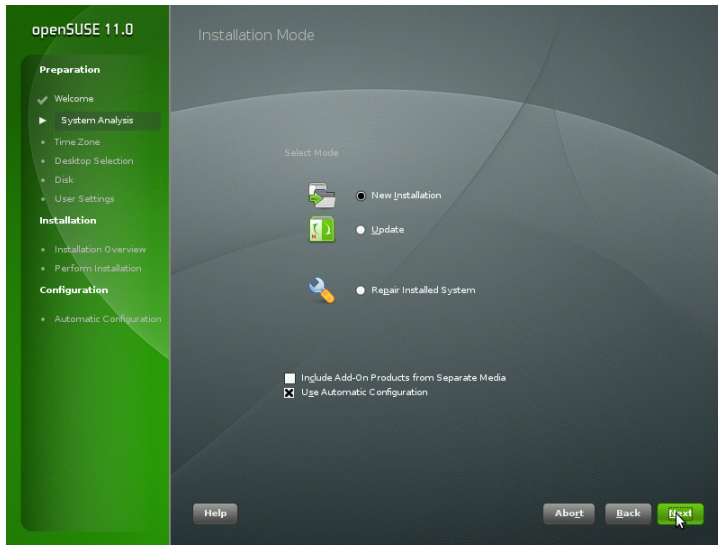 openSUSE 11.0
Preparation
Welcome
System Analysis
Time Zone
Desktop Selection
Disk
User Settings
Installation
Installation Overview
Perform Installation
Configuration
Automatic Configuration
Installation Mode
Select Mode
New Installation
Update
Repair Installed System
Include Add-On Products from Separate Media
Use Automatic Configuration
Help
Abort
Back
Next